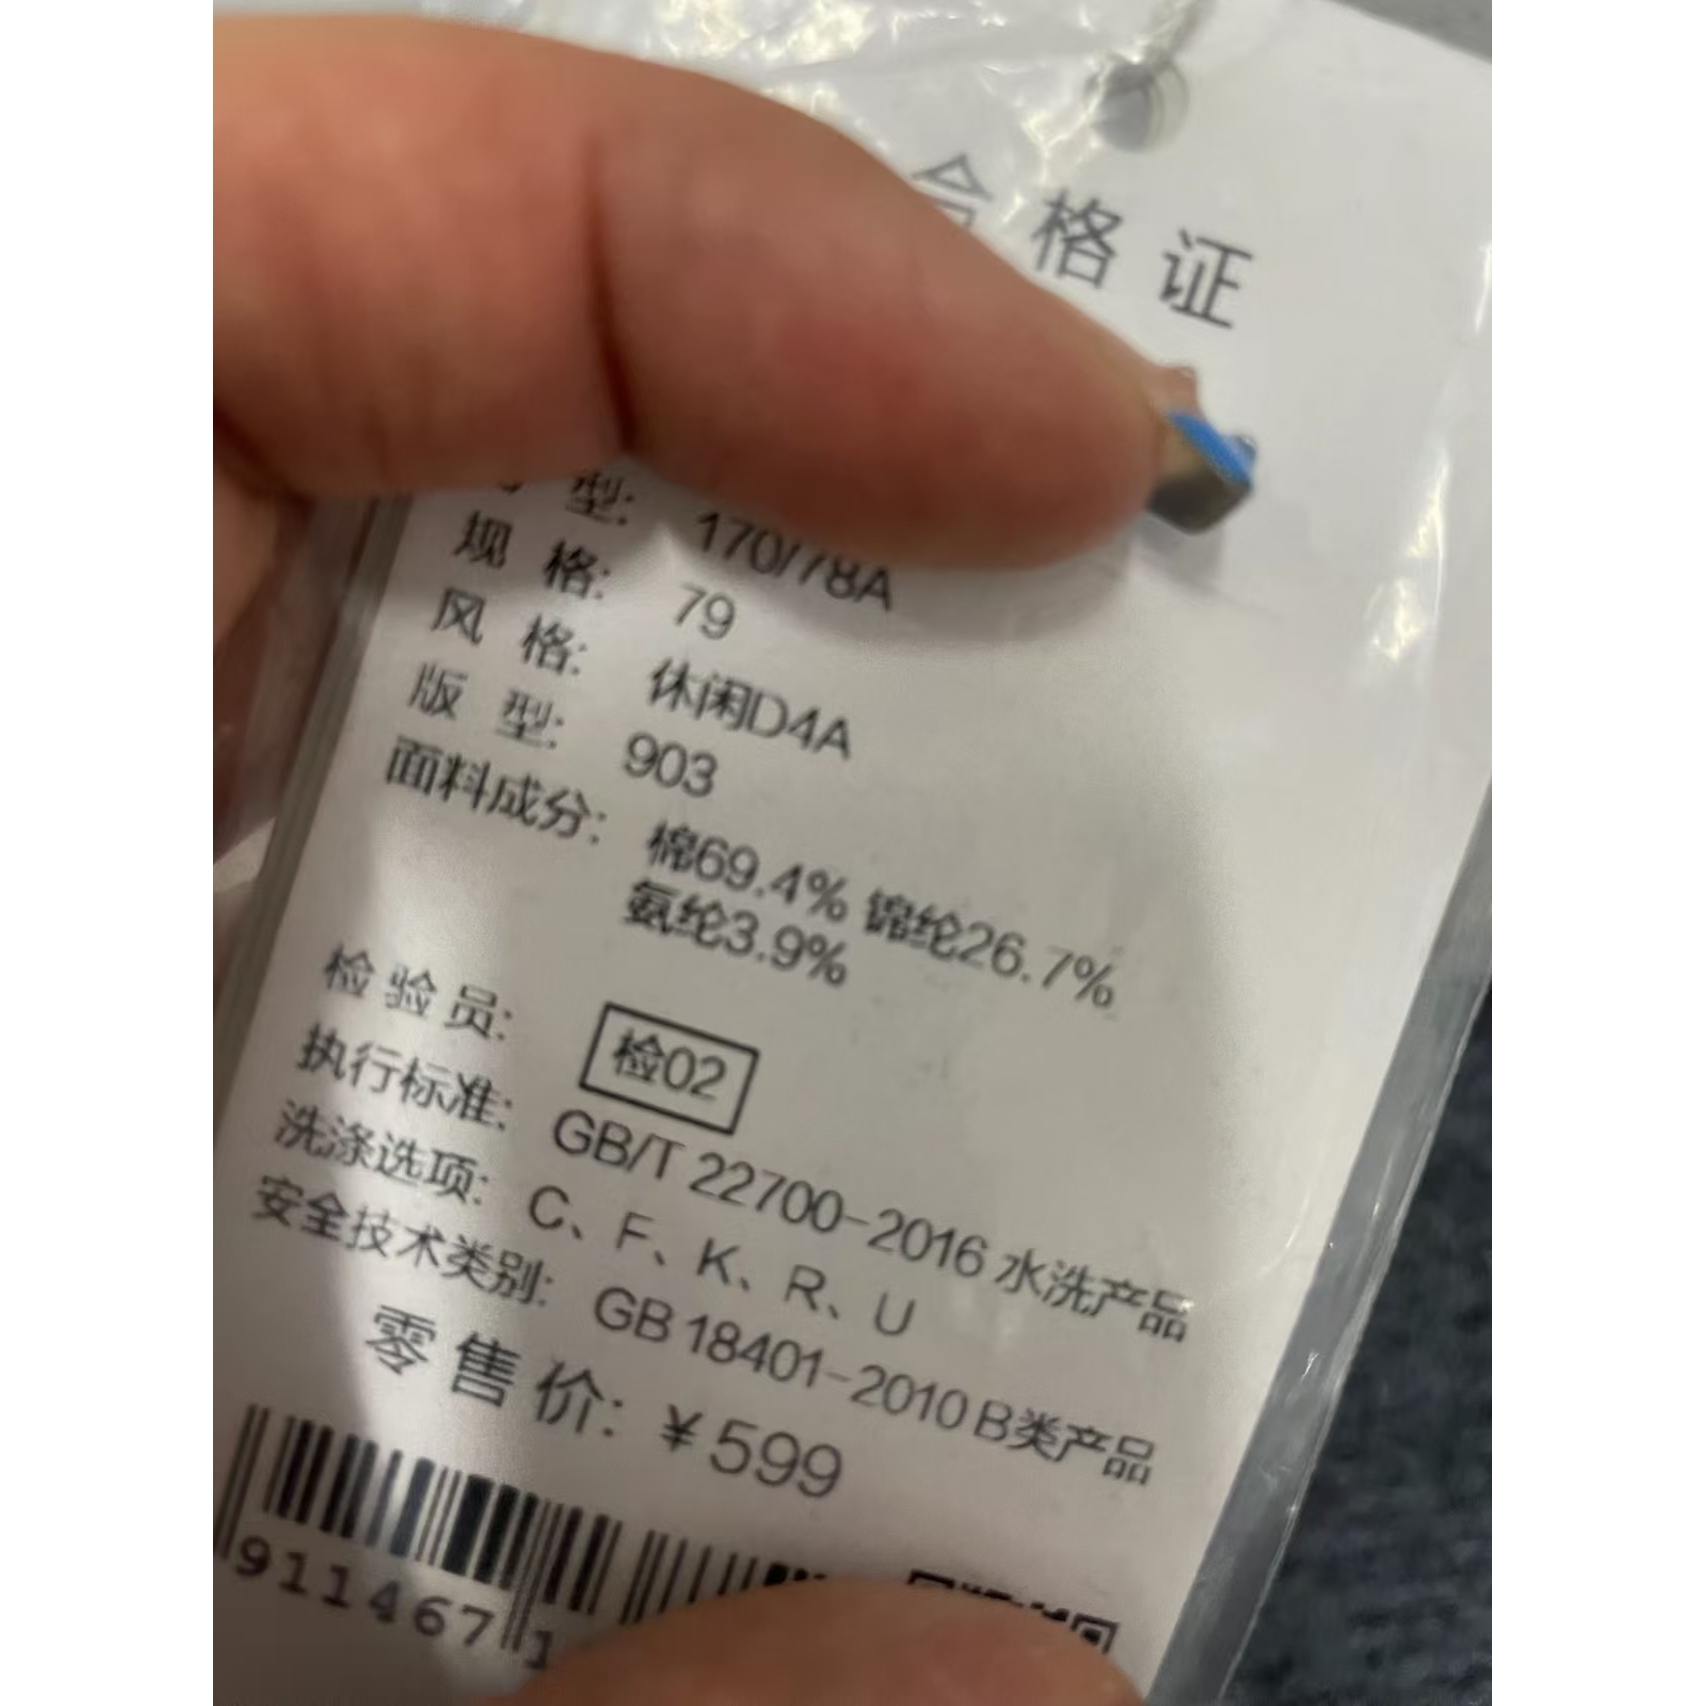 合格证
型: 170/78A
规格: 79
风格: 休闲D4A
版型: 903
面料成分: 棉69.4% 锦纶26.7%
氨纶3.9%
检验员: 检02
执行标准: GB/T 22700-2016 水洗产品
洗涤选项: C、F、K、R、U
安全技术类别: GB 18401-2010 B类产品
零售价: ¥599
9114671